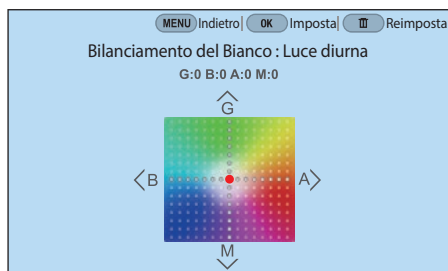 MENU Indietro| OK Imposta| Reimposta
Bilanciamento del Bianco : Luce diurna
G:0 B:0 A:0 M:0
G
B A
M